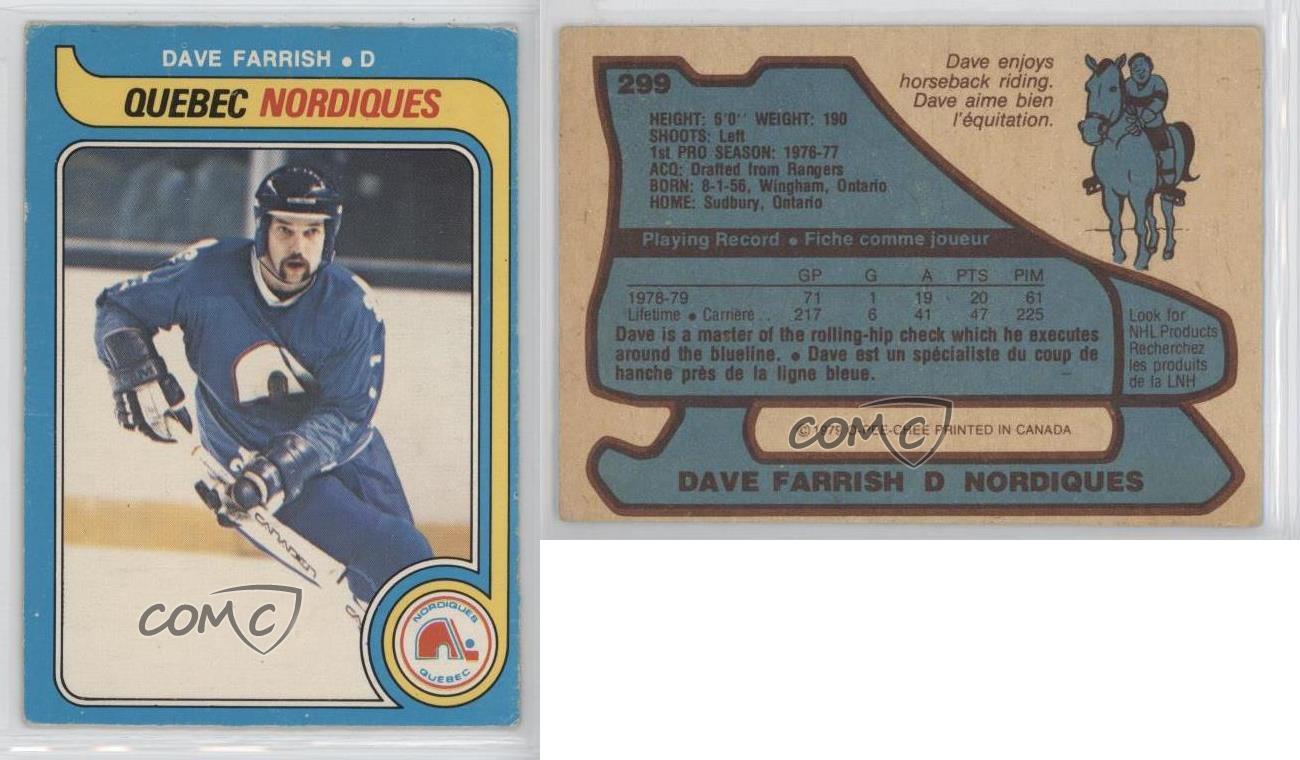 DAVE FARRISH • D
QUEBEC NORDIQUES
CANADIEN
NORDIQUES
QUÉBEC
COMC
299
Dave enjoys
horseback riding.
Dave aime bien
l'équitation.
HEIGHT: 6'0'' WEIGHT: 190
SHOOTS: Left
1st PRO SEASON: 1976-77
ACQ: Drafted from Rangers
BORN: 8-1-56, Wingham, Ontario
HOME: Sudbury, Ontario
Playing Record • Fiche comme joueur
GP G A PTS PIM
1978-79 71 1 19 20 61
Lifetime • Carrière . . 217 6 41 47 225
Dave is a master of the rolling-hip check which he executes
around the blueline. • Dave est un spécialiste du coup de
hanche près de la ligne bleue.
Look for
NHL Products
Recherchez
les produits
de la LNH
COMC
© 1979 O-PEE-CHEE PRINTED IN CANADA
DAVE FARRISH D NORDIQUES